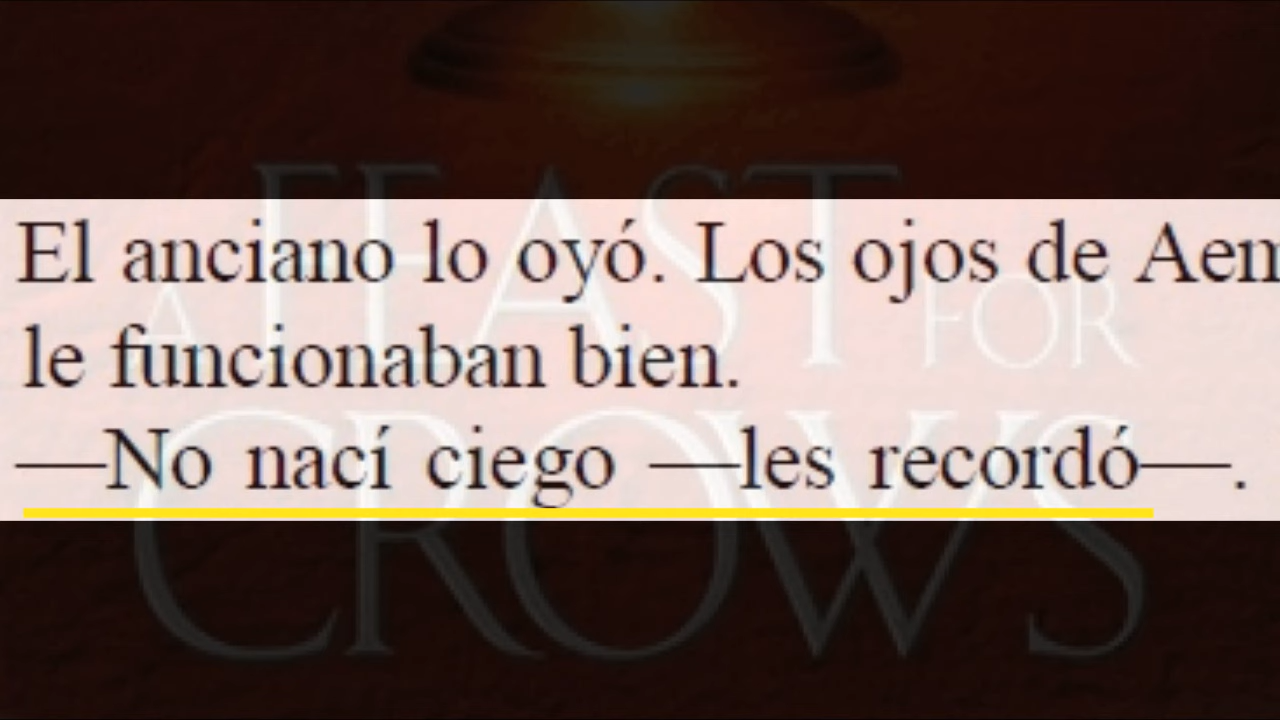 A FEAST FOR
CROWS
El anciano lo oyó. Los ojos de Aem
le funcionaban bien.
—No nací ciego —les recordó—.